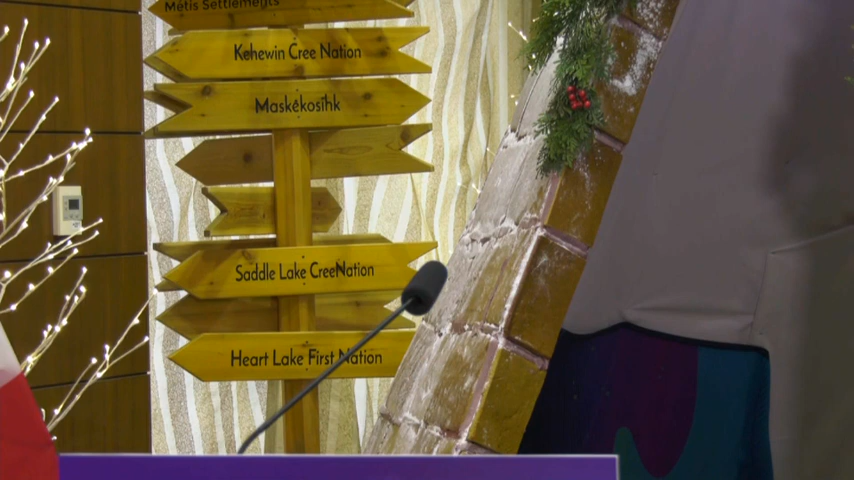 Métis Settlements
Kehewin Cree Nation
Maskêkosihk
Saddle Lake CreeNation
Heart Lake First Nation